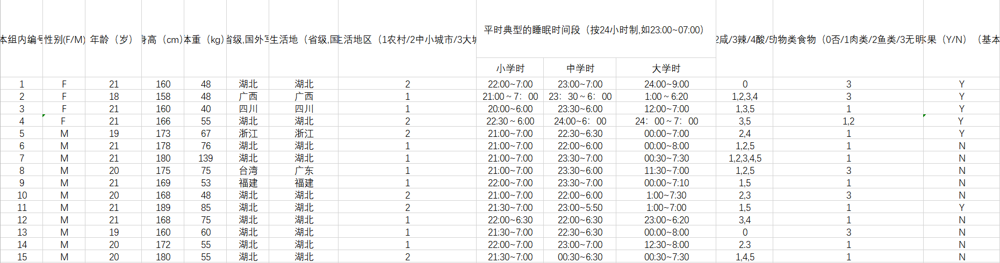 平时典型的睡眠时间段（按24小时制,如23:00~07:00）
本组内编号 性别(F/M) 年龄（岁） 身高（cm） 体重（kg） 省级,国外写 生活地（省级,国 生活地区（1农村/2中小城市/3大城 2咸/3辣/4酸/5 动物类食物（0否/1肉类/2鱼类/3无明 水果（Y/N）（基本
小学时 中学时 大学时
1 F 21 160 48 湖北 湖北 2 22:00~7:00 23:00~7:00 24:00~9:00 0 3 Y
2 F 18 158 48 广西 广西 1 21:00～7：00 23：30～6：00 1:00～6:20 1,2,3,4 3 Y
3 F 21 160 40 四川 四川 1 20:00~6:00 23:30~6:00 12:00~7:00 1,3,5 1 Y
4 F 21 166 55 湖北 湖北 2 22:30～6:00 24:00~6：00 24：00～7：00 3,5 1,2 Y
5 M 19 173 67 浙江 浙江 2 21:00~7:00 22:30~6:30 00:00~7:00 2,4 1 Y
6 M 21 178 76 湖北 湖北 1 21:00~7:00 22:00~6:00 00:00~8:00 1,2,5 1 N
7 M 21 180 139 湖北 湖北 1 21:00~7:00 23:30~7:00 00:30~7:30 1,2,3,4,5 1 N
8 M 20 175 75 台湾 广东 1 21:00~7:00 23:30~6:00 11:30~7:00 1,2,5 3 N
9 M 21 169 53 福建 福建 1 22:00~7:00 23:30~7:00 00:00~7:10 1,5 1 N
10 M 20 168 48 湖北 湖北 2 21:00~7:00 22:00~6:00 1:00~7:30 2,3 3 N
11 M 21 189 85 湖北 湖北 2 21:30~7:00 23:00~5:50 1:00~7:00 1,5 1 Y
12 M 21 168 75 湖北 湖北 1 22:00~6:30 22:00~6:30 23:00~6:20 3,4 1 N
13 M 19 160 60 湖北 湖北 1 21:30~7:00 22:30~6:30 00:00~8:00 0 3 N
14 M 20 172 55 湖北 湖北 1 22:00~7:00 23:00~7:00 12:30~8:00 2.3 1 N
15 M 20 180 55 湖北 湖北 2 21:30~7:00 00:30~6:30 00:30~7:30 1,4,5 1 N